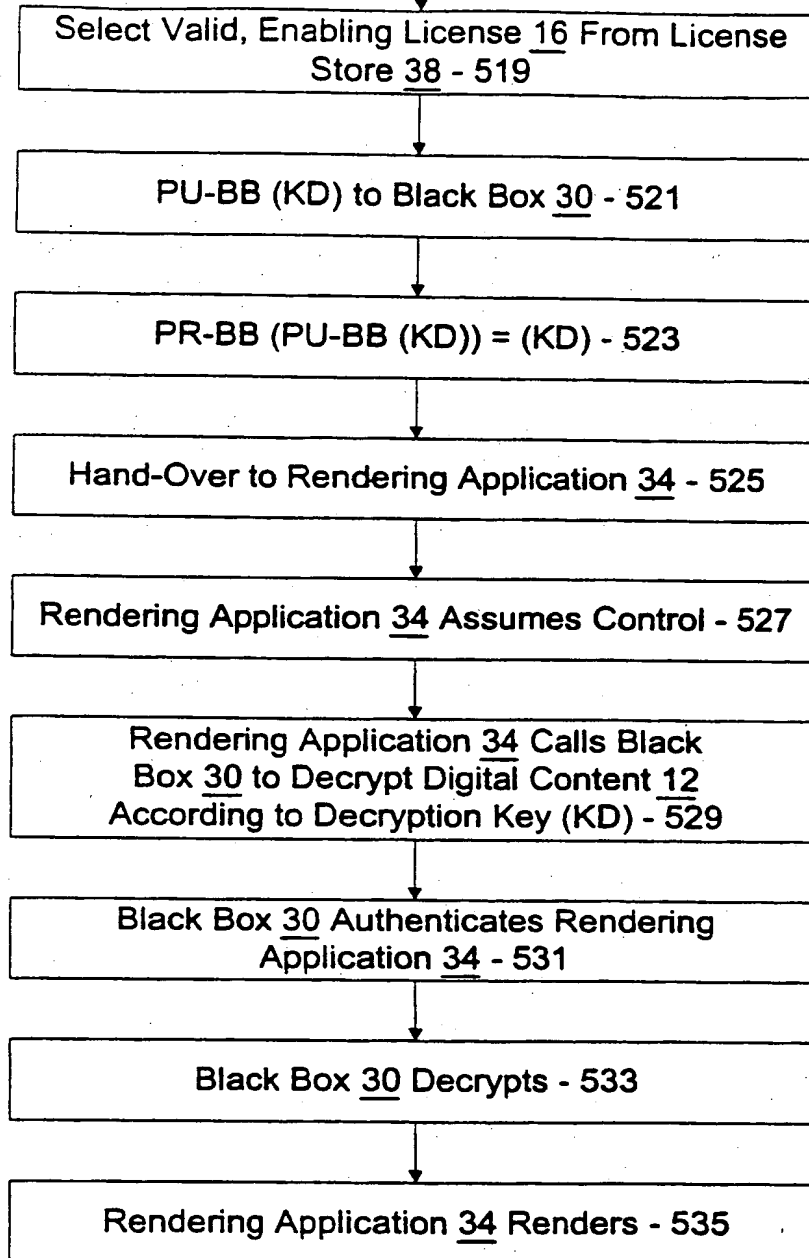 Select Valid, Enabling License 16 From License
Store 38 - 519
PU-BB (KD) to Black Box 30 - 521
PR-BB (PU-BB (KD)) = (KD) - 523
Hand-Over to Rendering Application 34 - 525
Rendering Application 34 Assumes Control - 527
Rendering Application 34 Calls Black
Box 30 to Decrypt Digital Content 12
According to Decryption Key (KD) - 529
Black Box 30 Authenticates Rendering
Application 34 - 531
Black Box 30 Decrypts - 533
Rendering Application 34 Renders - 535